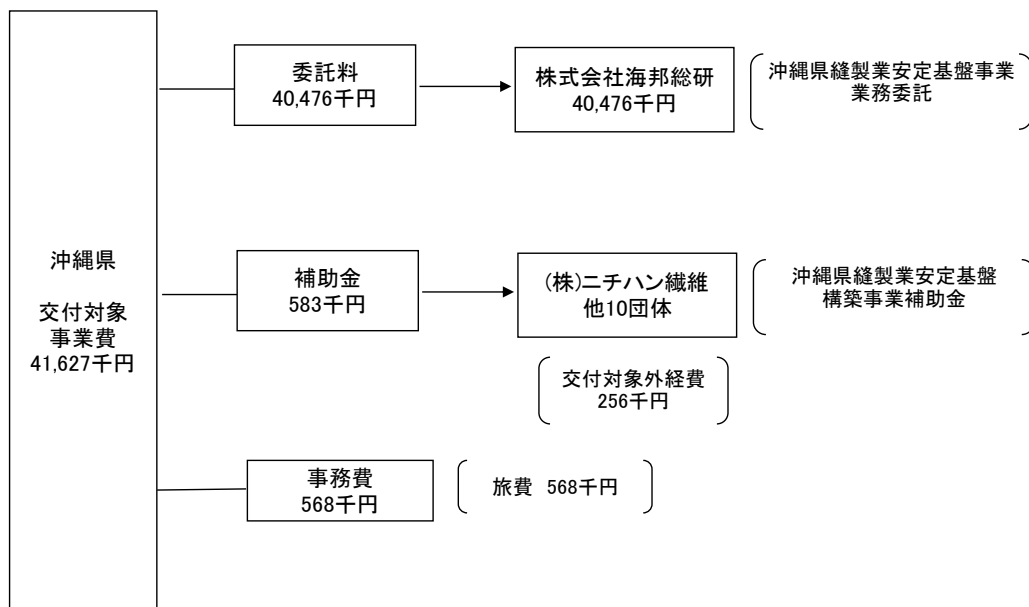 沖縄県
交付対象
事業費
41,627千円
委託料
40,476千円
株式会社海邦総研
40,476千円
沖縄県縫製業安定基盤事業
業務委託
補助金
583千円
(株)ニチハン繊維
他10団体
沖縄県縫製業安定基盤
構築事業補助金
交付対象外経費
256千円
事務費
568千円
旅費 568千円